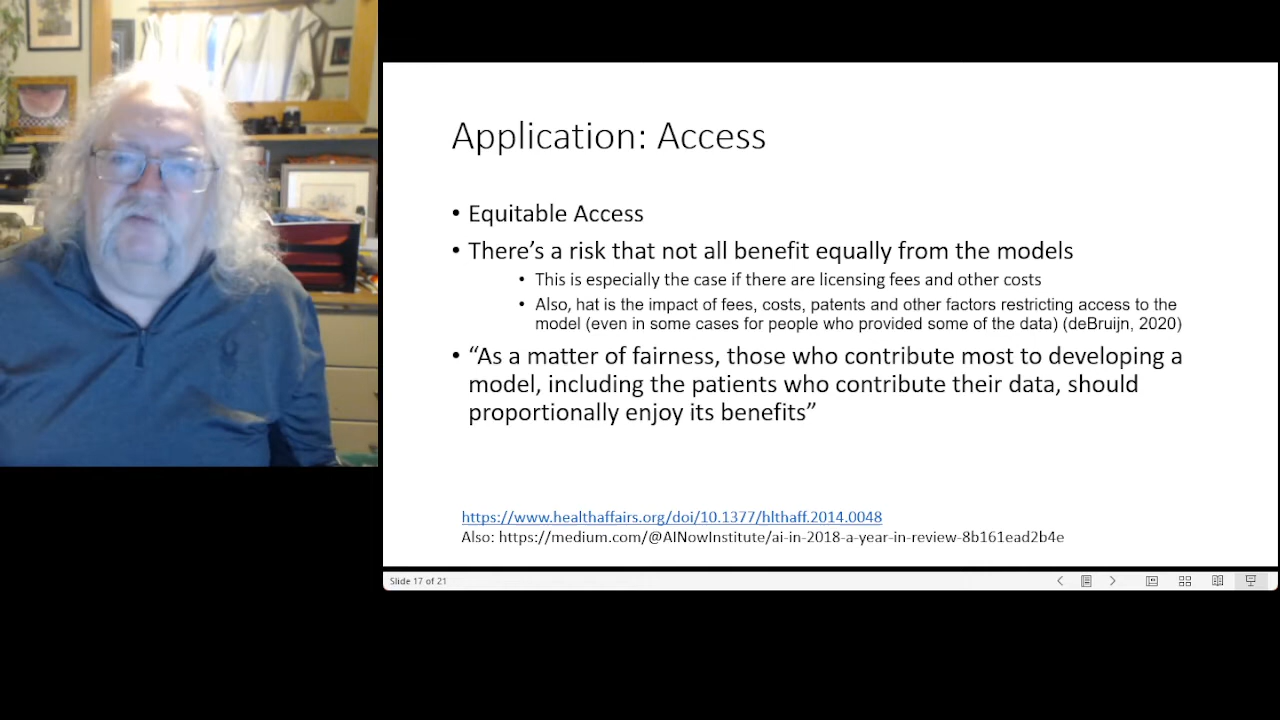 Application: Access
• Equitable Access
• There's a risk that not all benefit equally from the models
• This is especially the case if there are licensing fees and other costs
• Also, hat is the impact of fees, costs, patents and other factors restricting access to the
model (even in some cases for people who provided some of the data) (deBruijn, 2020)
• “As a matter of fairness, those who contribute most to developing a
model, including the patients who contribute their data, should
proportionally enjoy its benefits”
https://www.healthaffairs.org/doi/10.1377/hlthaff.2014.0048
Also: https://medium.com/@AINowInstitute/ai-in-2018-a-year-in-review-8b161ead2b4e
Slide 17 of 21